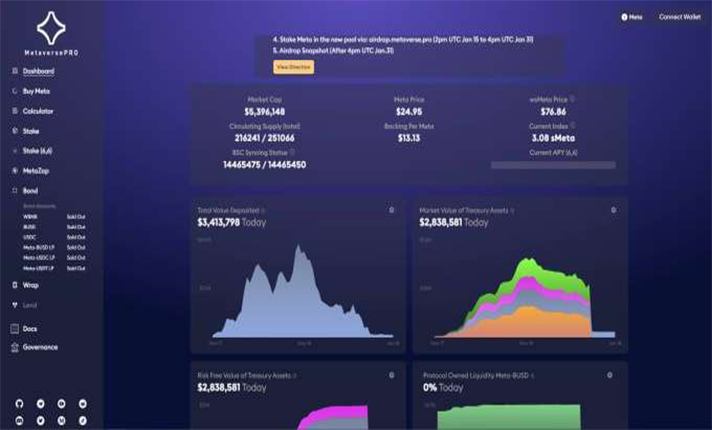 MetaversePRO
Dashboard
Buy Meta
Calculator
Stake
Stake (6,6)
MetaZap
Bond
WBNB Sold Out
BUSD Sold Out
USDC Sold Out
Meta-BUSD LP Sold Out
Meta-USDC LP Sold Out
Meta-USDT LP Sold Out
Wrap
Land
Docs
Governance
Meta
Connect Wallet
4. Stake Meta in the new pool via: airdrop.metaverse.pro (2pm UTC Jan 15 to 4pm UTC Jan 31)
5. Airdrop Snapshot (After 4pm UTC Jan.31)
View Direction
Market Cap
$5,396,148
Meta Price
$24.95
wsMeta Price
$76.86
Circulating Supply (total)
216241 / 251066
Backing Per Meta
$13.13
Current Index
3.08 sMeta
BSC Syncing Status
14465475 / 14465450
Current APY (6,6)
Total Value Deposited
$3,413,798 Today
Market Value of Treasury Assets
$2,838,581 Today
Risk Free Value of Treasury Assets
$2,838,581 Today
Protocol Owned Liquidity Meta-BUSD
0% Today